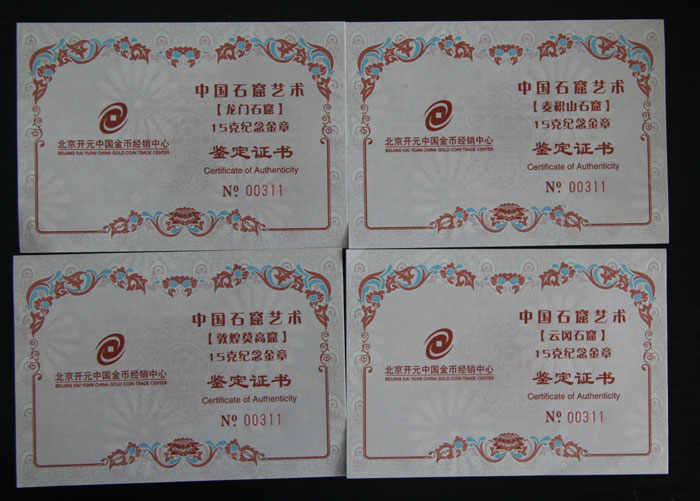 中国石窟艺术
【龙门石窟】
15克纪念金章
北京开元中国金币经销中心
BEIJING KAI YUAN CHINA GOLD COIN TRADE CENTER
鉴定证书
Certificate of Authenticity
Nº 00311
中国石窟艺术
【麦积山石窟】
15克纪念金章
北京开元中国金币经销中心
BEIJING KAI YUAN CHINA GOLD COIN TRADE CENTER
鉴定证书
Certificate of Authenticity
Nº 00311
中国石窟艺术
【敦煌莫高窟】
15克纪念金章
北京开元中国金币经销中心
BEIJING KAI YUAN CHINA GOLD COIN TRADE CENTER
鉴定证书
Certificate of Authenticity
Nº 00311
中国石窟艺术
【云冈石窟】
15克纪念金章
北京开元中国金币经销中心
BEIJING KAI YUAN CHINA GOLD COIN TRADE CENTER
鉴定证书
Certificate of Authenticity
Nº 00311